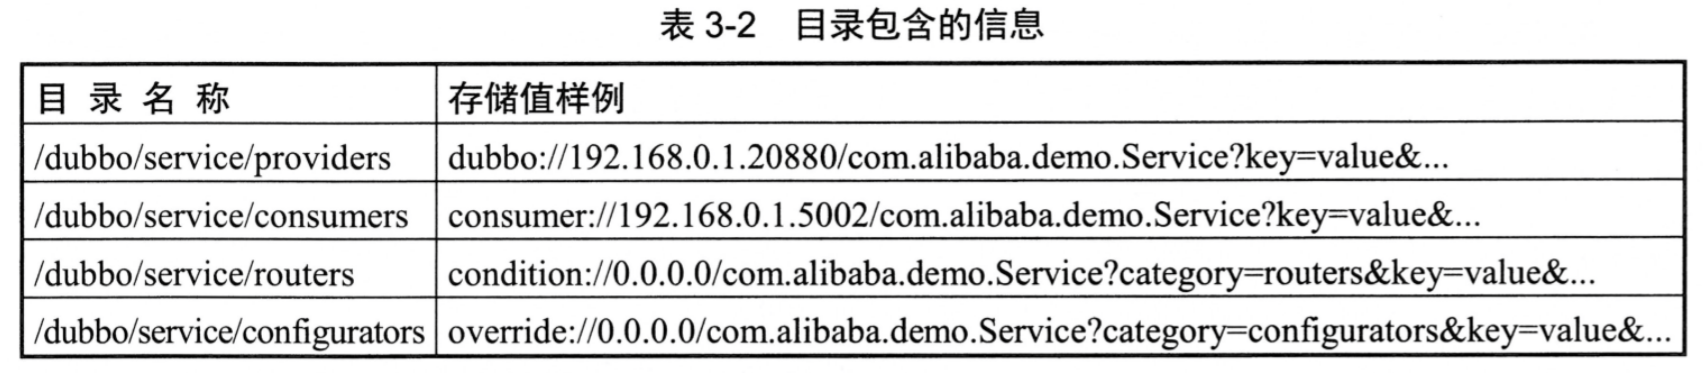 表 3-2 目录包含的信息
目 录 名 称 存储值样例
/dubbo/service/providers dubbo://192.168.0.1.20880/com.alibaba.demo.Service?key=value&...
/dubbo/service/consumers consumer://192.168.0.1.5002/com.alibaba.demo.Service?key=value&...
/dubbo/service/routers condition://0.0.0.0/com.alibaba.demo.Service?category=routers&key=value&...
/dubbo/service/configurators override://0.0.0.0/com.alibaba.demo.Service?category=configurators&key=value&...